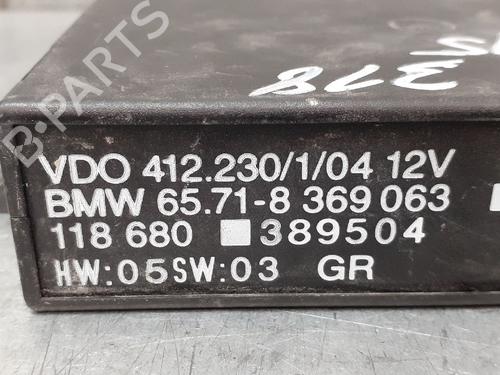 318
VDO 412.230/1/04 12V
BMW 65.71-8 369 063
118 680 389504
HW:05SW:03 GR
B-PARTS